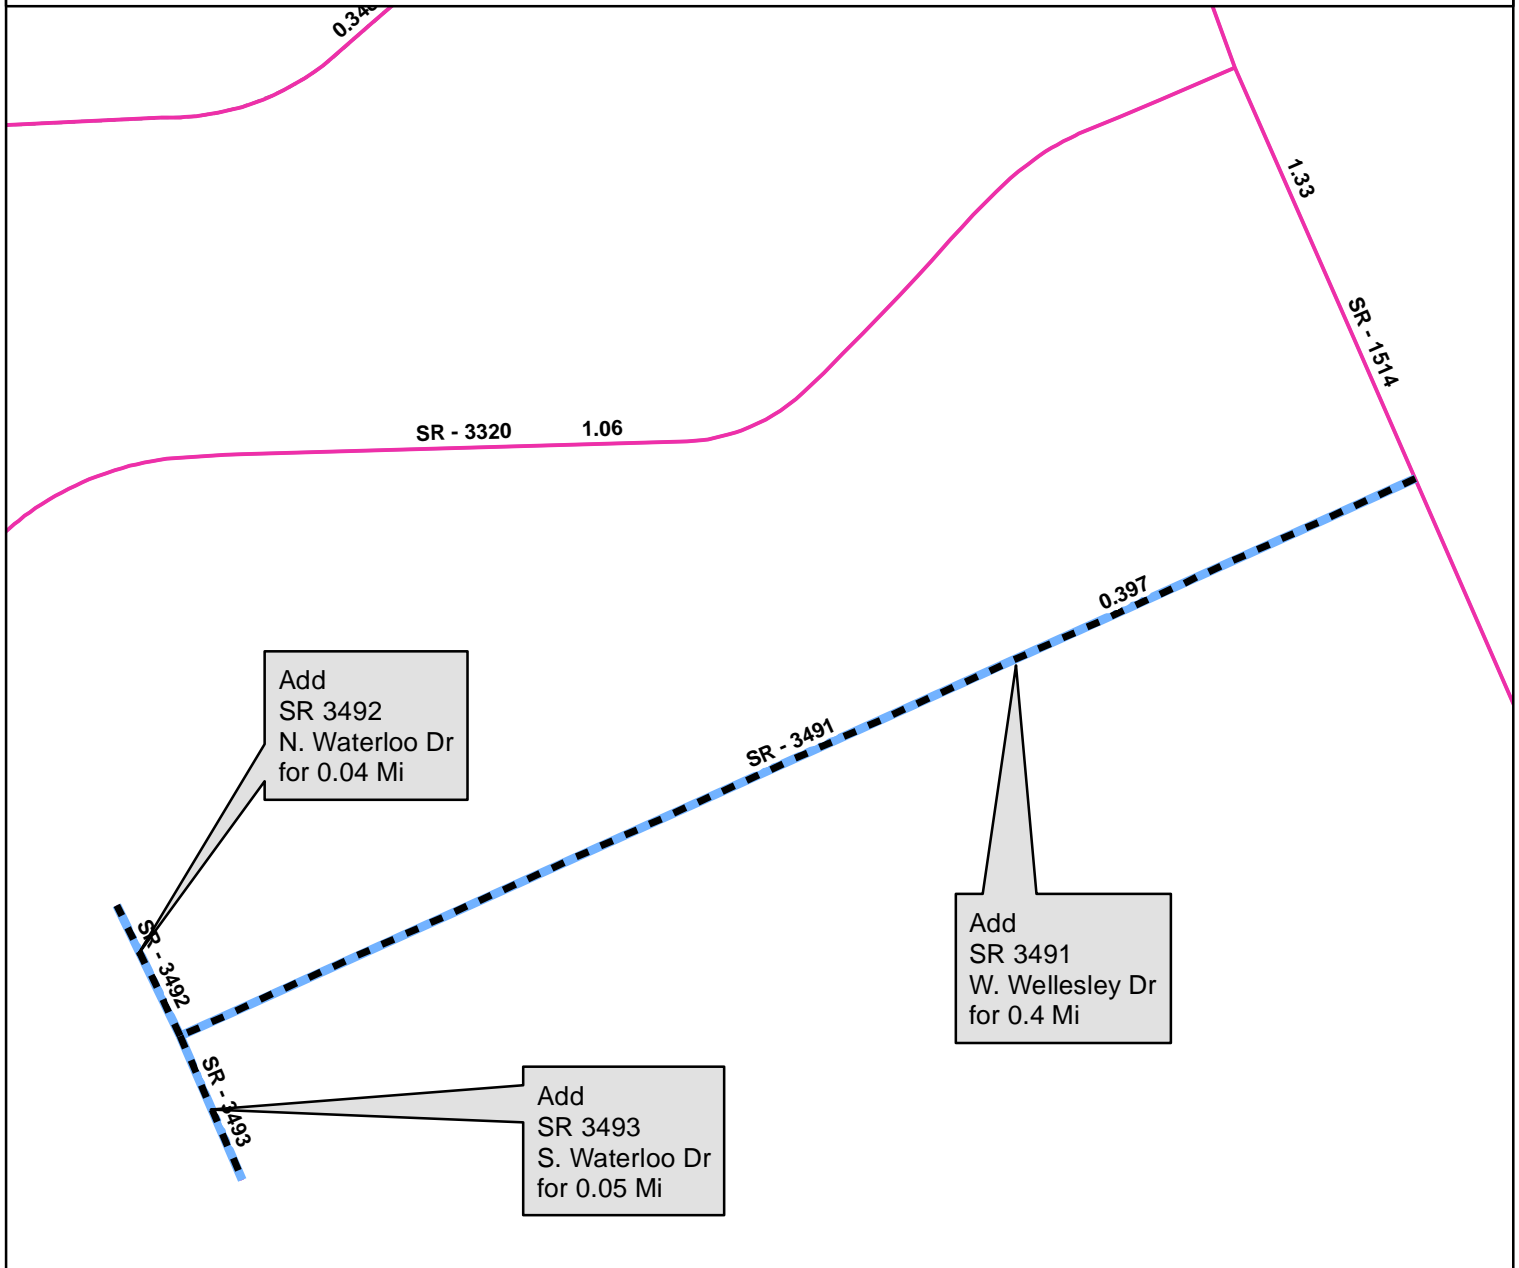 1.33
SR - 1514
SR - 3320 1.06
0.397
SR - 3491
Add
SR 3492
N. Waterloo Dr
for 0.04 Mi
SR - 3492
Add
SR 3491
W. Wellesley Dr
for 0.4 Mi
SR - 3493
Add
SR 3493
S. Waterloo Dr
for 0.05 Mi